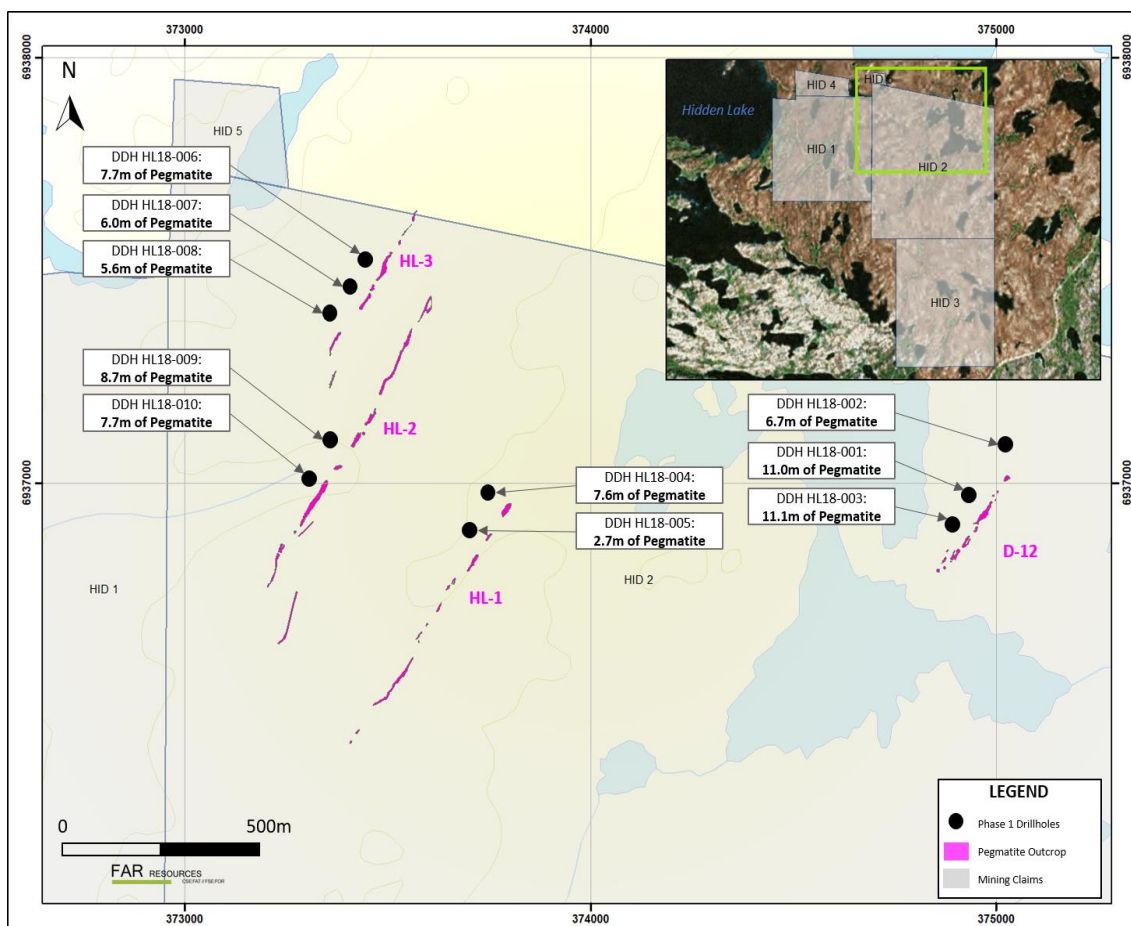 373000
374000
375000
6938000
6938000
N
HID 5
DDH HL18-006:
7.7m of Pegmatite
DDH HL18-007:
6.0m of Pegmatite
DDH HL18-008:
5.6m of Pegmatite
HL-3
Hidden Lake
HID 4
HID 1
HID 2
HID 3
DDH HL18-009:
8.7m of Pegmatite
DDH HL18-010:
7.7m of Pegmatite
HL-2
DDH HL18-002:
6.7m of Pegmatite
DDH HL18-001:
11.0m of Pegmatite
DDH HL18-003:
11.1m of Pegmatite
6937000
6937000
DDH HL18-004:
7.6m of Pegmatite
DDH HL18-005:
2.7m of Pegmatite
D-12
HID 1
HL-1
HID 2
0
500m
FAR RESOURCES
LEGEND
Phase 1 Drillholes
Pegmatite Outcrop
Mining Claims
373000
374000
375000